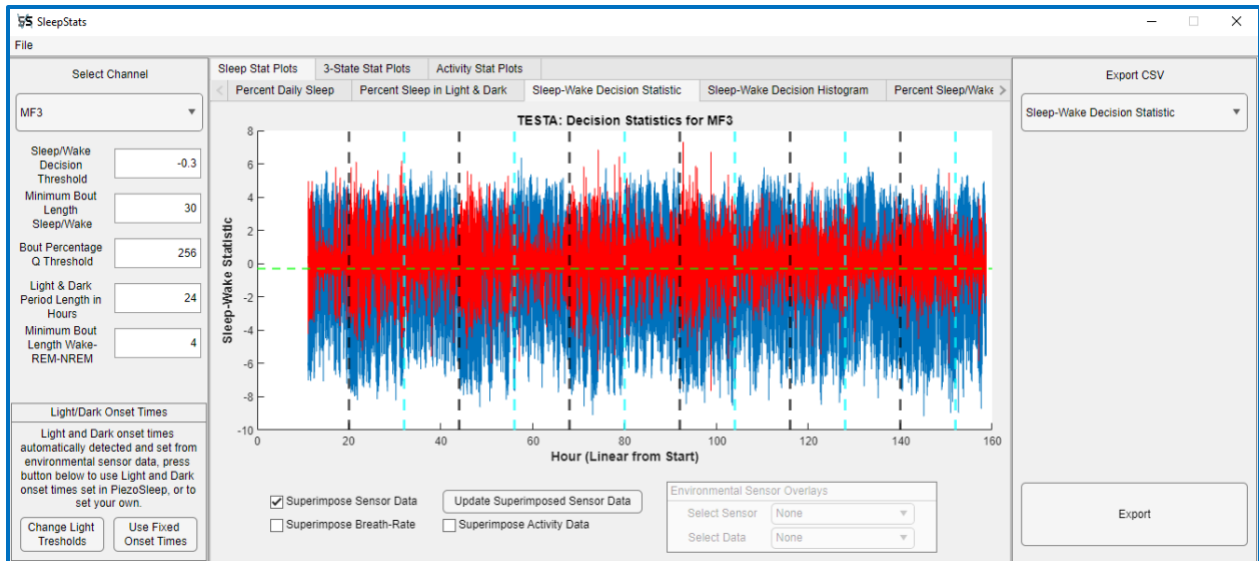 SleepStats
File
Select Channel
MF3
Sleep/Wake
Decision
Threshold
-0.3
Minimum Bout
Length
Sleep/Wake
30
Bout Percentage
Q Threshold
256
Light & Dark
Period Length in
Hours
24
Minimum Bout
Length Wake-
REM-NREM
4
Light/Dark Onset Times
Light and Dark onset times
automatically detected and set from
environmental sensor data, press
button below to use Light and Dark
onset times set in PiezoSleep, or to
set your own.
Change Light
Tresholds
Use Fixed
Onset Times
Sleep Stat Plots
3-State Stat Plots
Activity Stat Plots
Percent Daily Sleep
Percent Sleep in Light & Dark
Sleep-Wake Decision Statistic
Sleep-Wake Decision Histogram
Percent Sleep/Wake
TESTA: Decision Statistics for MF3
Sleep-Wake Statistic
8
6
4
2
0
-2
-4
-6
-8
-10
0 20 40 60 80 100 120 140 160
Hour (Linear from Start)
Superimpose Sensor Data
Update Superimposed Sensor Data
Superimpose Breath-Rate
Superimpose Activity Data
Environmental Sensor Overlays
Select Sensor
None
Select Data
None
Export CSV
Sleep-Wake Decision Statistic
Export